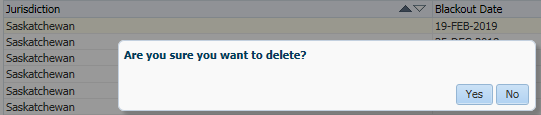 Jurisdiction Blackout Date
Saskatchewan 19-FEB-2019
Saskatchewan
Are you sure you want to delete?
Saskatchewan
Saskatchewan
Saskatchewan
Yes No
Saskatchewan